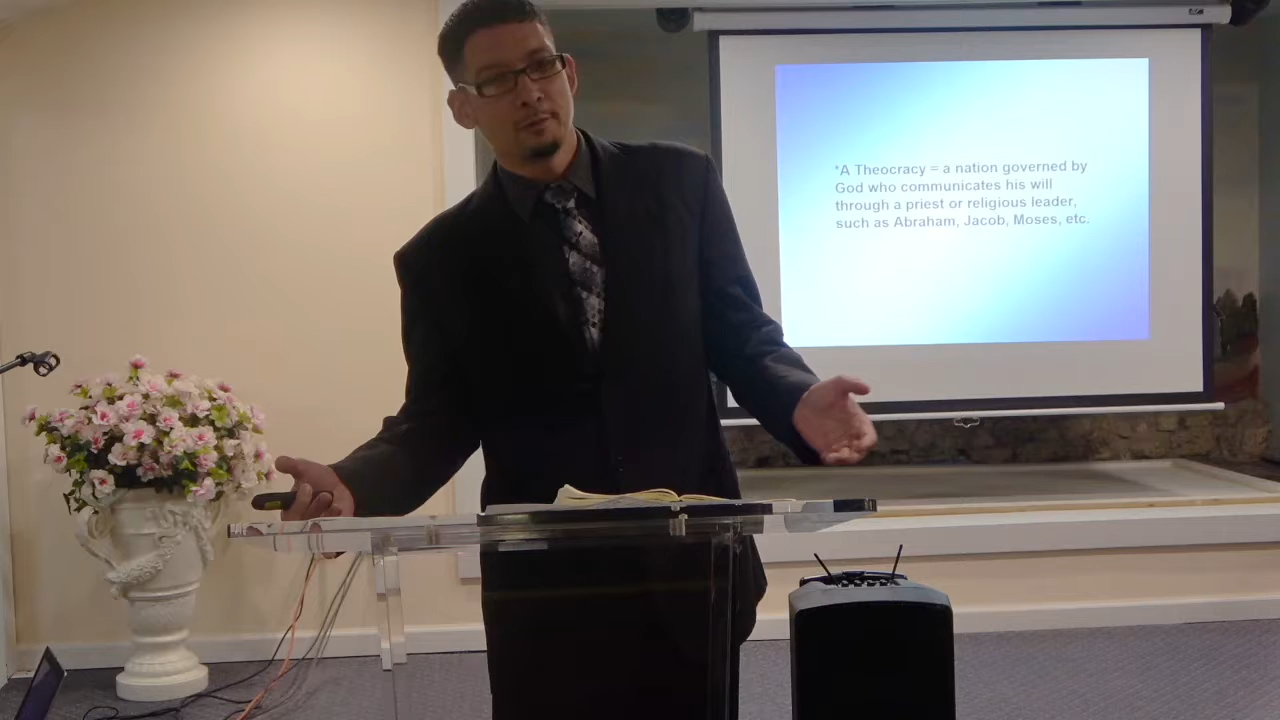 *A Theocracy = a nation governed by
God who communicates his will
through a priest or religious leader,
such as Abraham, Jacob, Moses, etc.